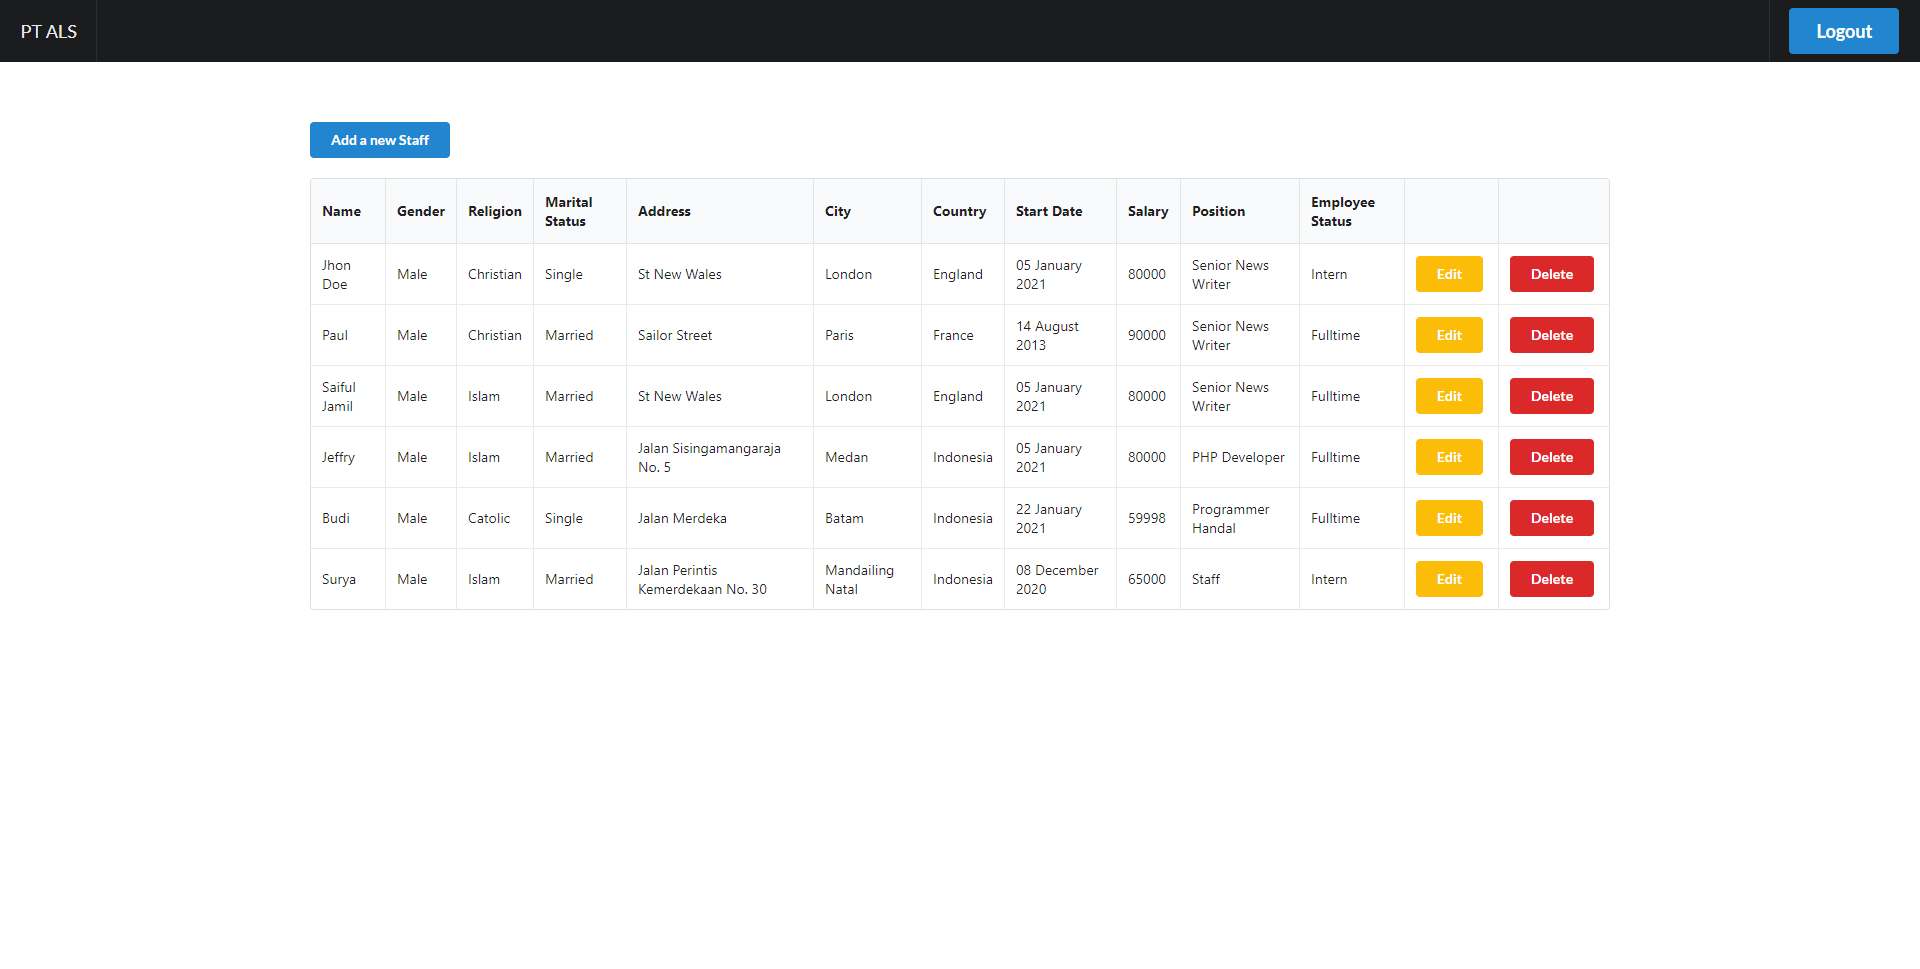 PT ALS
Logout
Add a new Staff
Name Gender Religion Marital Status Address City Country Start Date Salary Position Employee Status
Jhon Doe Male Christian Single St New Wales London England 05 January 2021 80000 Senior News Writer Intern Edit Delete
Paul Male Christian Married Sailor Street Paris France 14 August 2013 90000 Senior News Writer Fulltime Edit Delete
Saiful Jamil Male Islam Married St New Wales London England 05 January 2021 80000 Senior News Writer Fulltime Edit Delete
Jeffry Male Islam Married Jalan Sisingamangaraja No. 5 Medan Indonesia 05 January 2021 80000 PHP Developer Fulltime Edit Delete
Budi Male Catolic Single Jalan Merdeka Batam Indonesia 22 January 2021 59998 Programmer Handal Fulltime Edit Delete
Surya Male Islam Married Jalan Perintis Kemerdekaan No. 30 Mandailing Natal Indonesia 08 December 2020 65000 Staff Intern Edit Delete